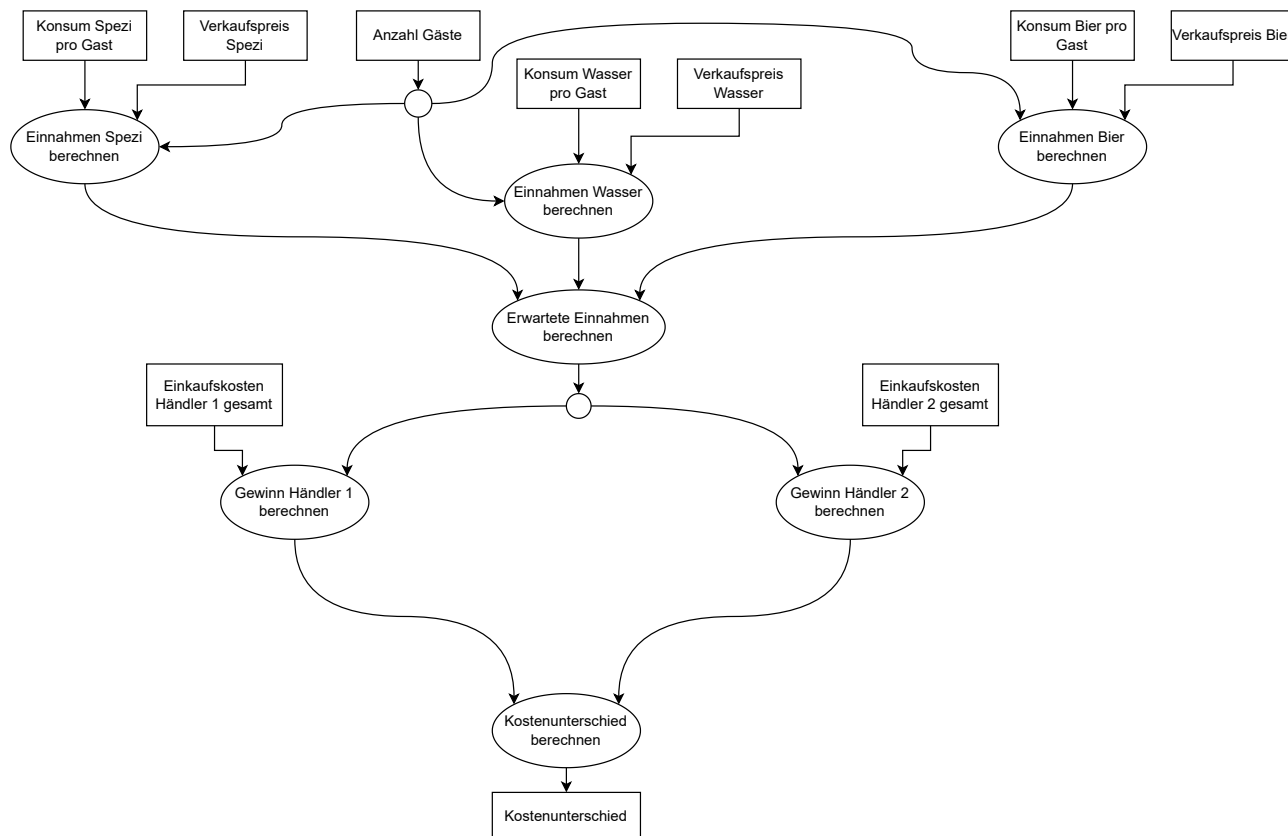 Konsum Spezi
pro Gast
Verkaufspreis
Spezi
Anzahl Gäste
Konsum Bier pro
Gast
Verkaufspreis Bie
Konsum Wasser
pro Gast
Verkaufspreis
Wasser
Einnahmen Spezi
berechnen
Einnahmen Bier
berechnen
Einnahmen Wasser
berechnen
Erwartete Einnahmen
berechnen
Einkaufskosten
Händler 1 gesamt
Einkaufskosten
Händler 2 gesamt
Gewinn Händler 1
berechnen
Gewinn Händler 2
berechnen
Kostenunterschied
berechnen
Kostenunterschied